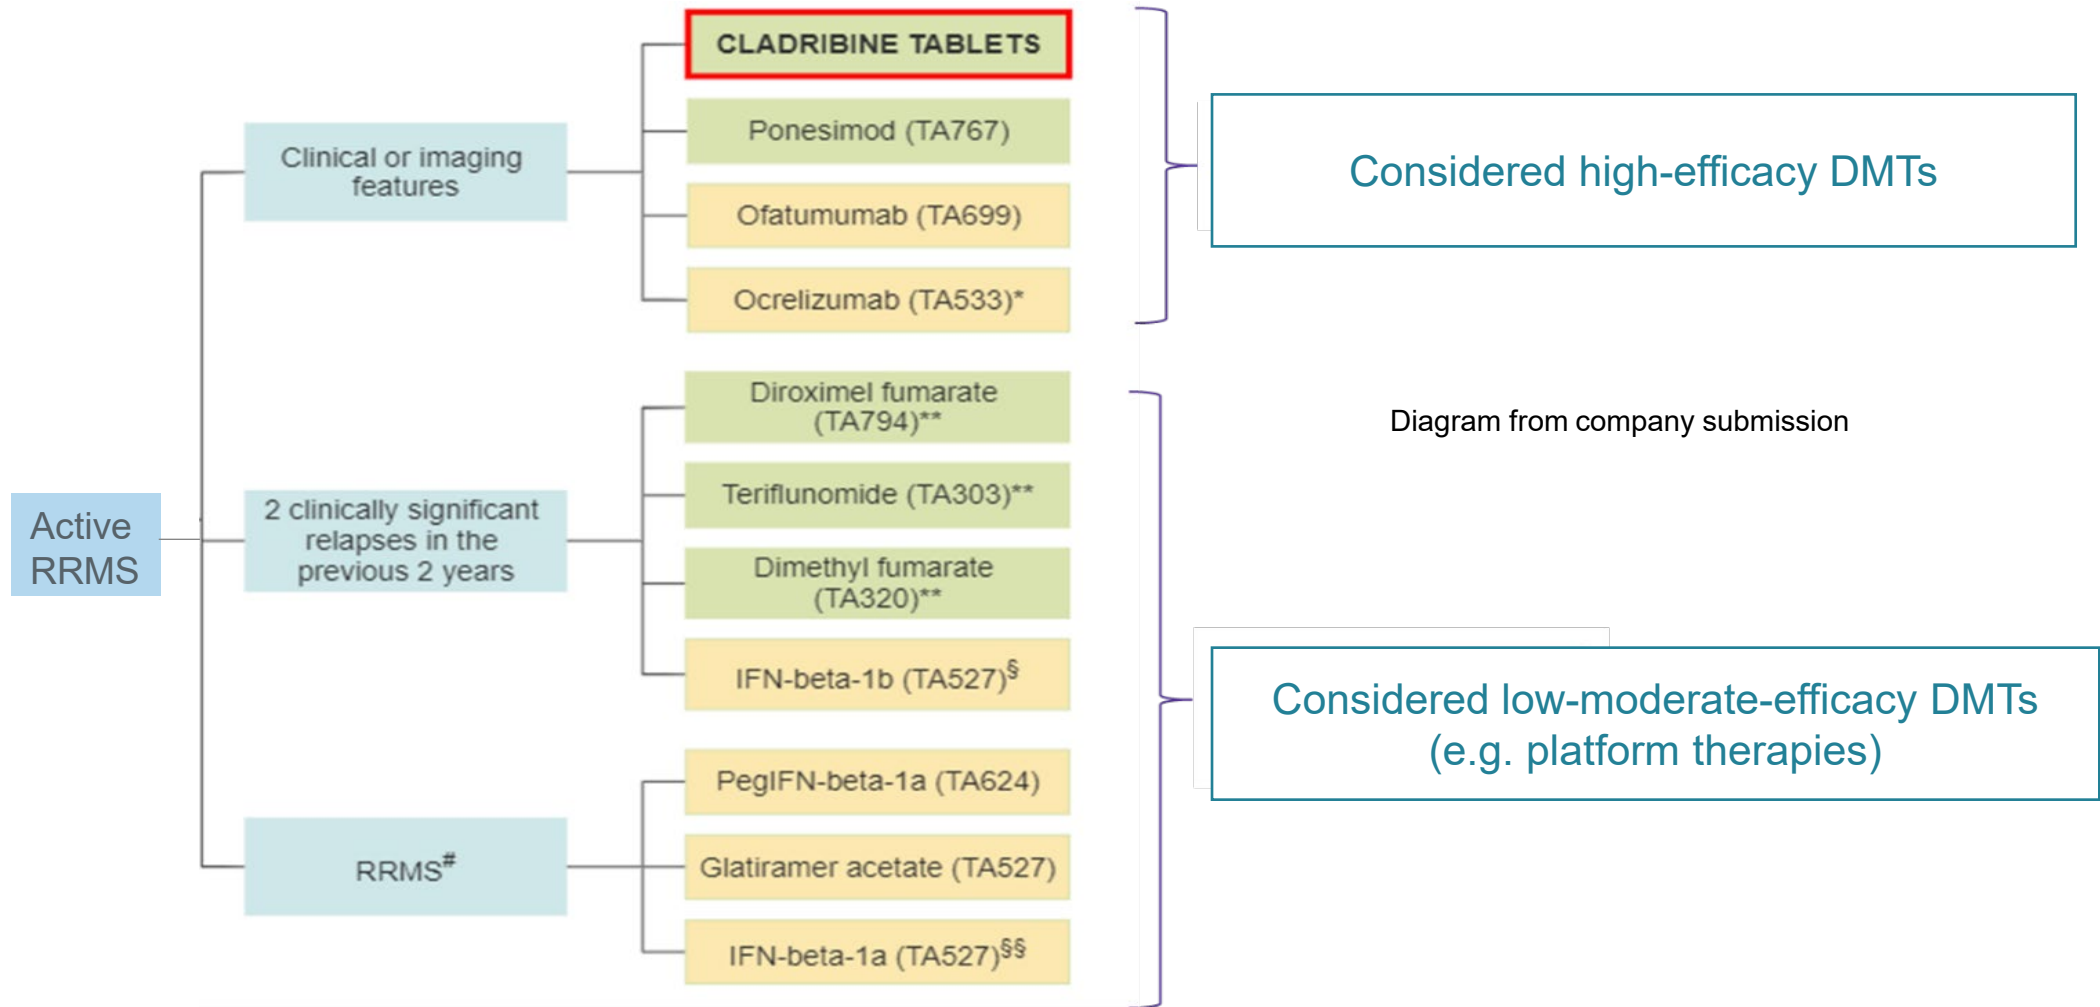 Active
RRMS
Clinical or imaging
features
CLADRIBINE TABLETS
Ponesimod (TA767)
Ofatumumab (TA699)
Ocrelizumab (TA533)*
Considered high-efficacy DMTs
2 clinically significant
relapses in the
previous 2 years
Diroximel fumarate
(TA794)**
Teriflunomide (TA303)**
Dimethyl fumarate
(TA320)**
IFN-beta-1b (TA527)§
Diagram from company submission
RRMS#
PegIFN-beta-1a (TA624)
Glatiramer acetate (TA527)
IFN-beta-1a (TA527)§§
Considered low-moderate-efficacy DMTs
(e.g. platform therapies)